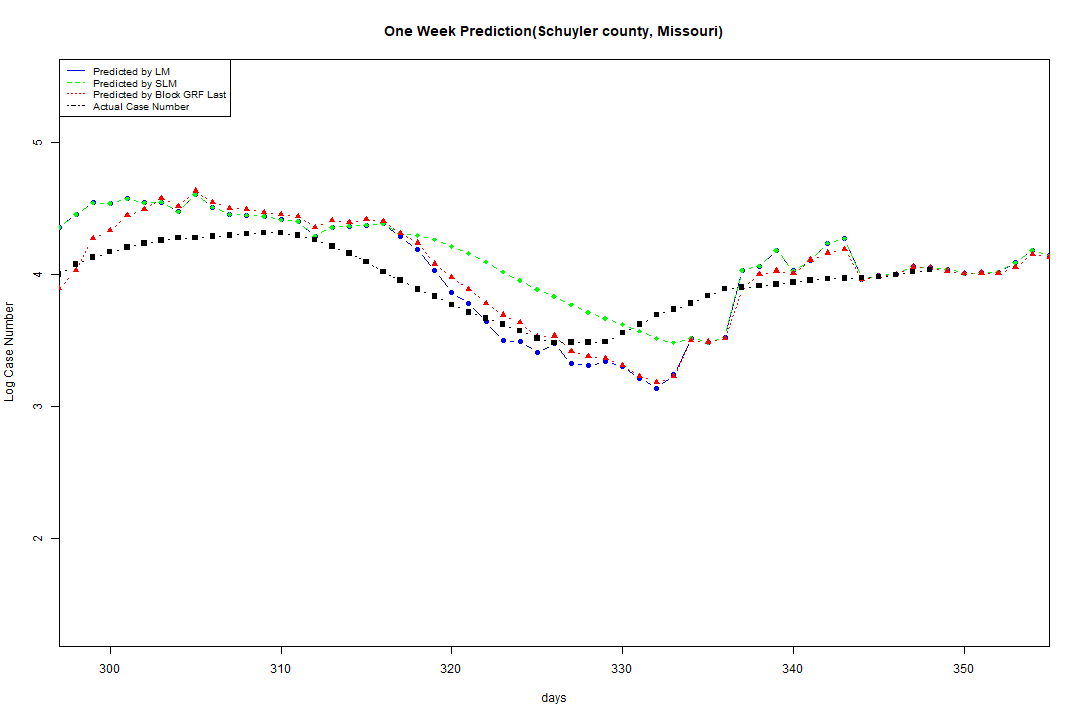 One Week Prediction(Schuyler county, Missouri)
Predicted by LM
Predicted by SLM
Predicted by Block GRF Last
Actual Case Number
5
4
3
2
Log Case Number
300 310 320 330 340 350
days